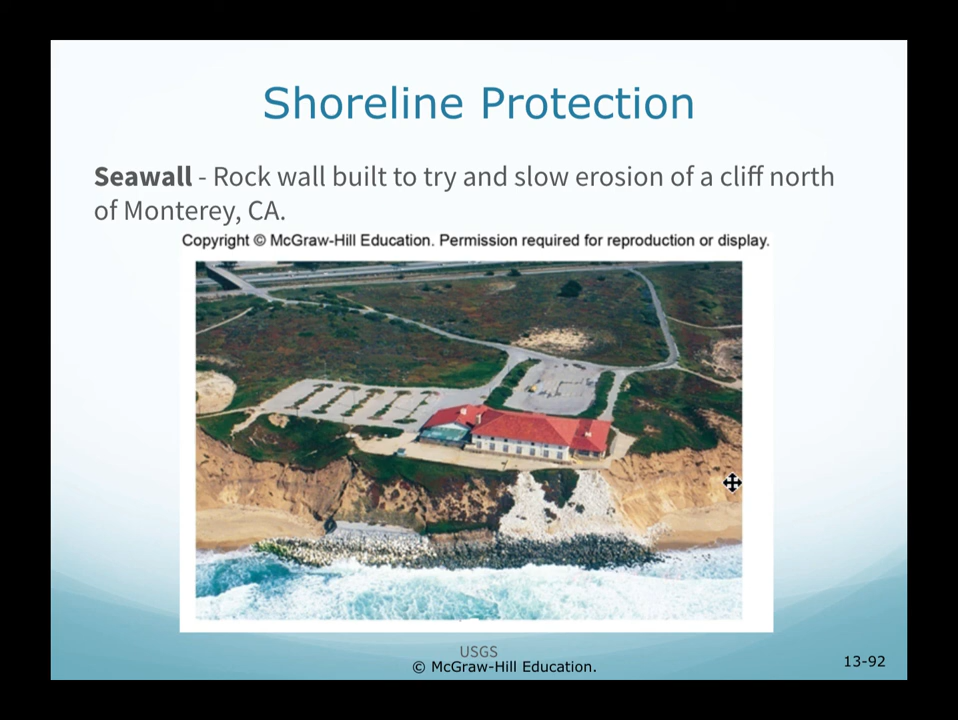 Shoreline Protection
Seawall - Rock wall built to try and slow erosion of a cliff north
of Monterey, CA.
Copyright © McGraw-Hill Education. Permission required for reproduction or display.
USGS
© McGraw-Hill Education.
13-92